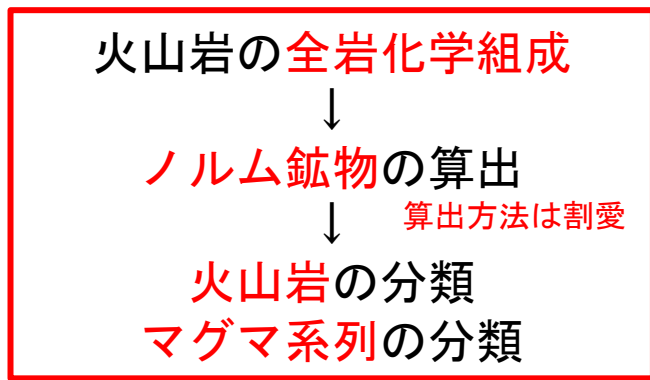 火山岩の全岩化学組成
↓
ノルム鉱物の算出
↓
算出方法は割愛
火山岩の分類
マグマ系列の分類